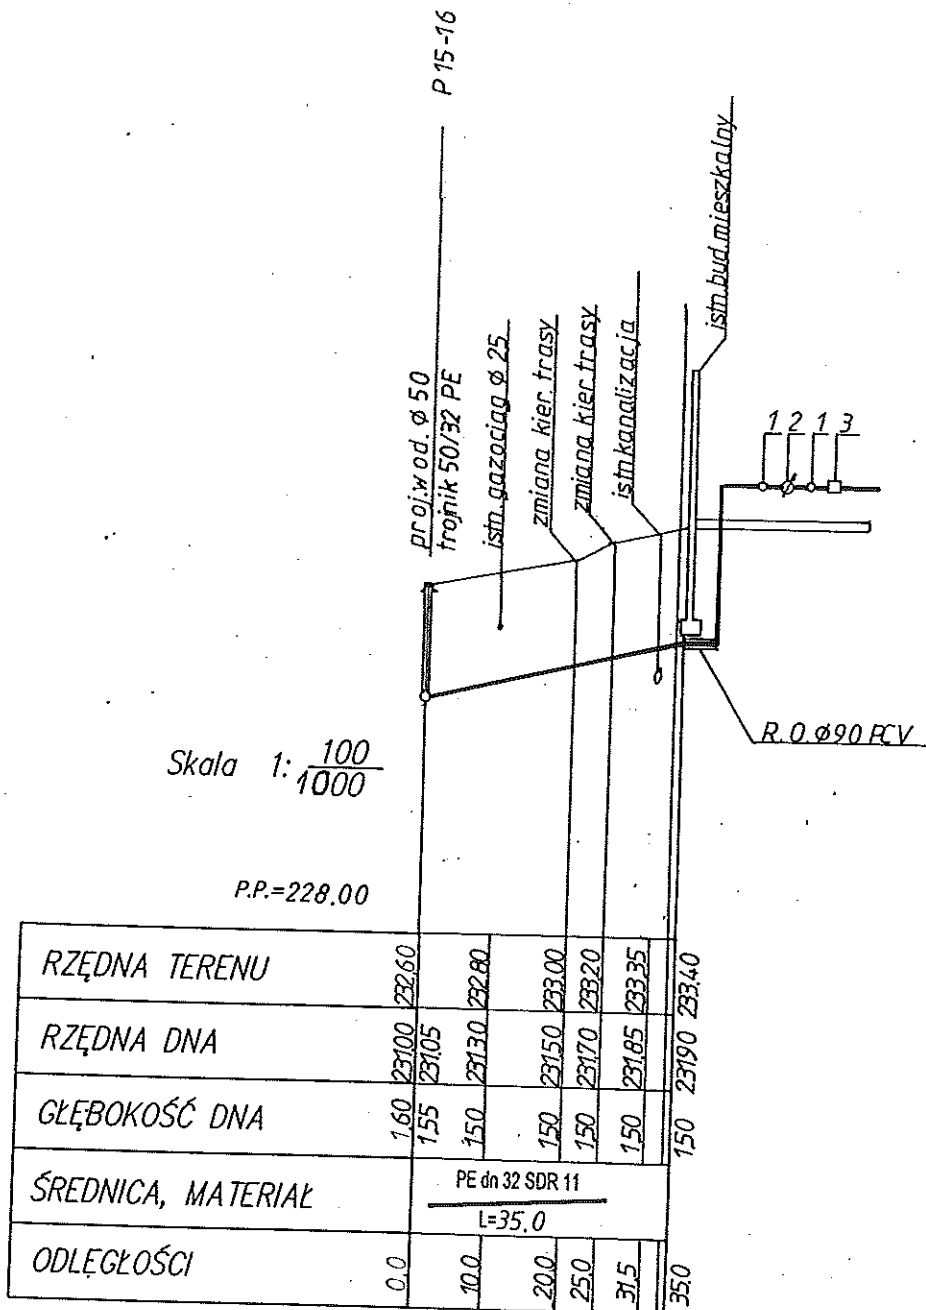 P 15-16
proj.wod. ϕ 50
trojnik 50/32 PE
istn. gazociąg ϕ 25
zmiana kier. trasy
zmiana kier. trasy
istn.kanalizacja
istn.bud.mieszkalny
1 2 1 3
R. O. ϕ90 PCV
Skala 1: 100
1000
P.P.=228.00
RZĘDNA TERENU 232.60 232.80 233.00 233.20 233.35 233.40
RZĘDNA DNA 231.00 231.05 231.30 231.50 231.70 231.85 231.90
GŁĘBOKOŚĆ DNA 1.60 1.55 1.50 1.50 1.50 1.50 1.50
ŚREDNICA, MATERIAŁ PE dn 32 SDR 11
L=35.0
ODLEGŁOŚCI 0.0 10.0 20.0 25.0 31.5 35.0